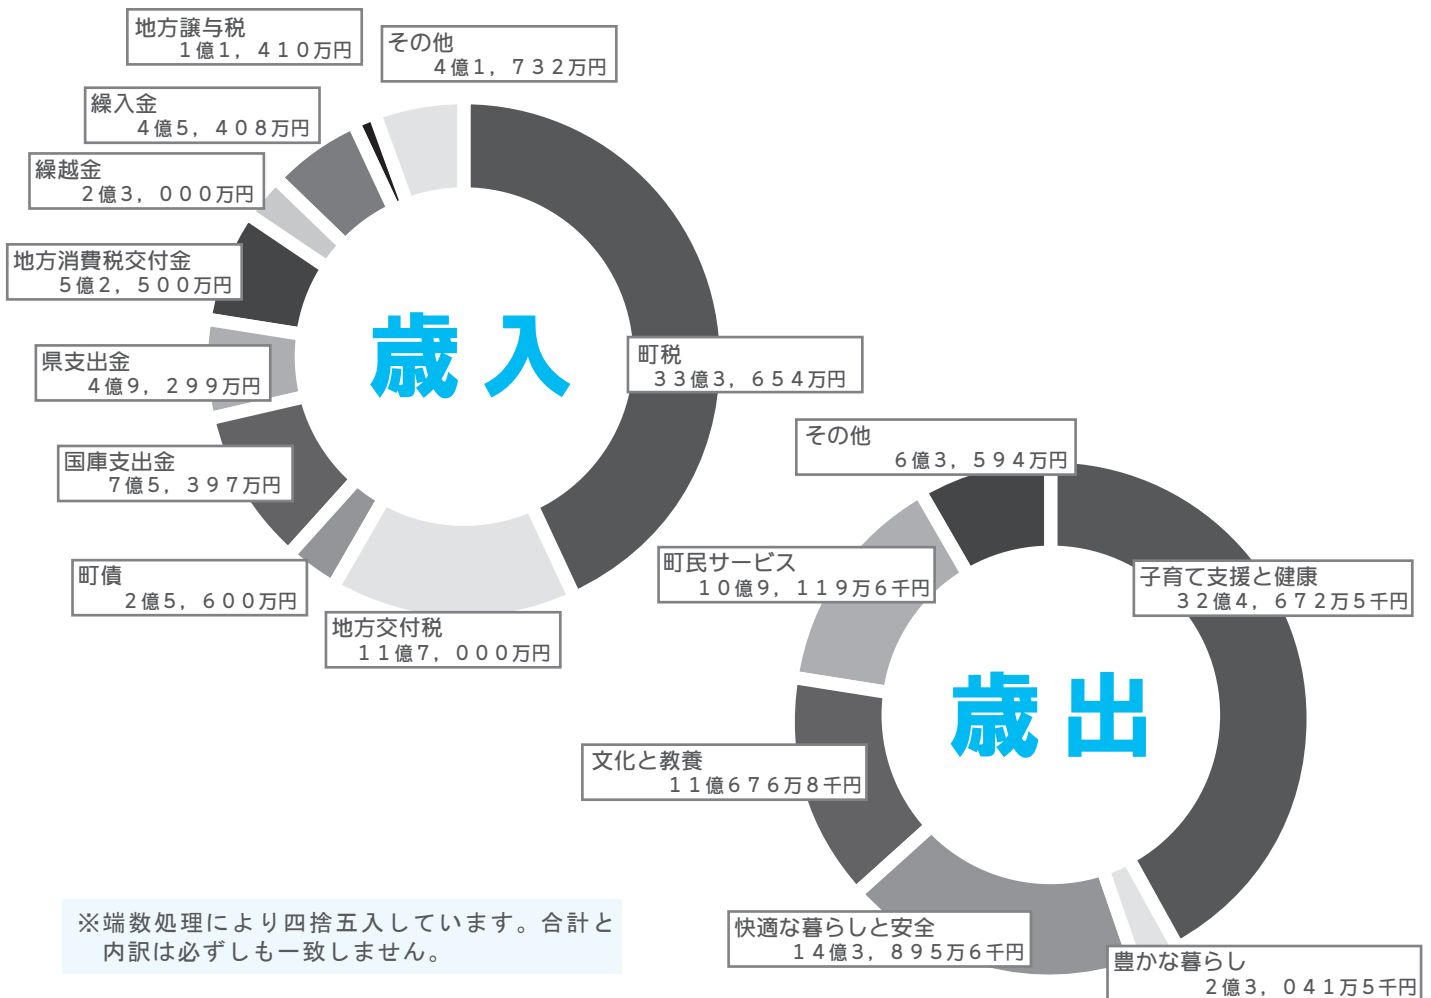 地方譲与税
1億1，410万円
その他
4億1，732万円
繰入金
4億5，408万円
繰越金
2億3，000万円
地方消費税交付金
5億2，500万円
県支出金
4億9，299万円
国庫支出金
7億5，397万円
町債
2億5，600万円
地方交付税
11億7，000万円
町税
33億3，654万円
歳入
その他
6億3，594万円
町民サービス
10億9，119万6千円
子育て支援と健康
32億4，672万5千円
文化と教養
11億676万8千円
快適な暮らしと安全
14億3，895万6千円
豊かな暮らし
2億3，041万5千円
歳出
※端数処理により四捨五入しています。合計と
内訳は必ずしも一致しません。